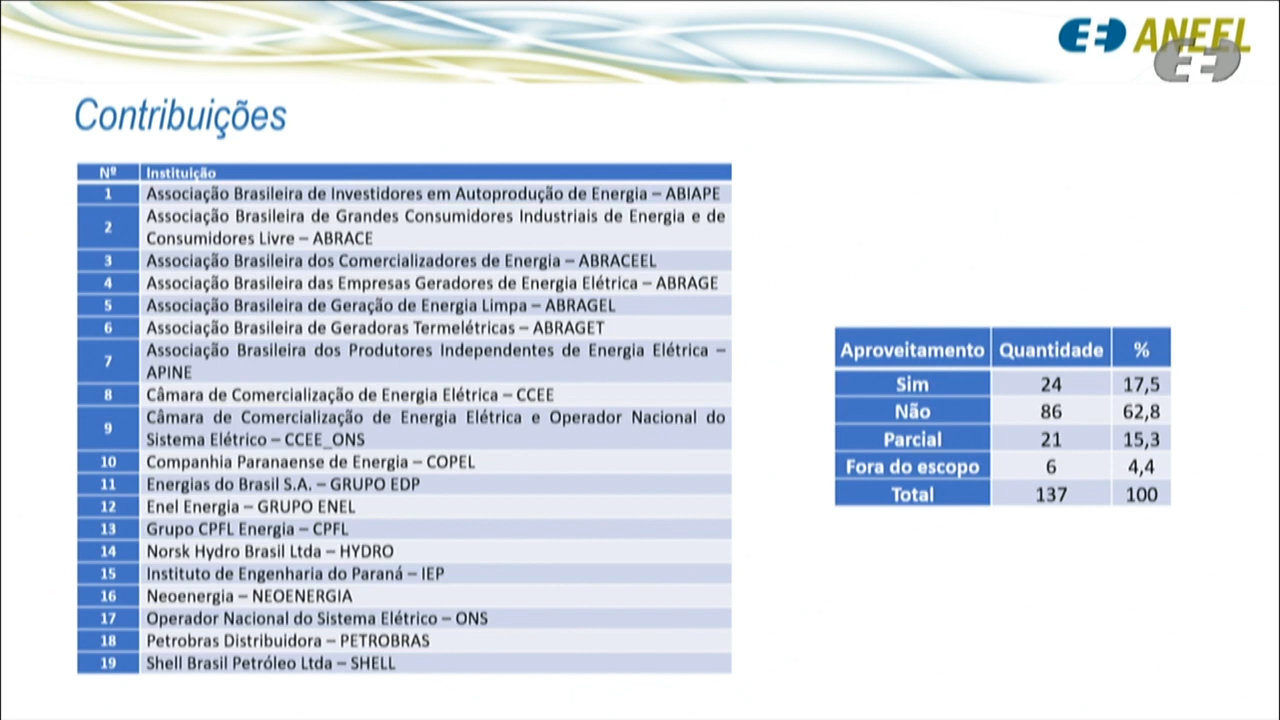 ANEEL
Contribuições
Nº Instituição
1 Associação Brasileira de Investidores em Autoprodução de Energia – ABIAPE
2 Associação Brasileira de Grandes Consumidores Industriais de Energia e de
Consumidores Livre – ABRACE
3 Associação Brasileira dos Comercializadores de Energia – ABRACEEL
4 Associação Brasileira das Empresas Geradores de Energia Elétrica – ABRAGE
5 Associação Brasileira de Geração de Energia Limpa – ABRAGEL
6 Associação Brasileira de Geradoras Termelétricas – ABRAGET
7 Associação Brasileira dos Produtores Independentes de Energia Elétrica –
APINE
8 Câmara de Comercialização de Energia Elétrica – CCEE
9 Câmara de Comercialização de Energia Elétrica e Operador Nacional do
Sistema Elétrico – CCEE_ONS
10 Companhia Paranaense de Energia – COPEL
11 Energias do Brasil S.A. – GRUPO EDP
12 Enel Energia – GRUPO ENEL
13 Grupo CPFL Energia – CPFL
14 Norsk Hydro Brasil Ltda – HYDRO
15 Instituto de Engenharia do Paraná – IEP
16 Neoenergia – NEOENERGIA
17 Operador Nacional do Sistema Elétrico – ONS
18 Petrobras Distribuidora – PETROBRAS
19 Shell Brasil Petróleo Ltda – SHELL
Aproveitamento Quantidade %
Sim 24 17,5
Não 86 62,8
Parcial 21 15,3
Fora do escopo 6 4,4
Total 137 100